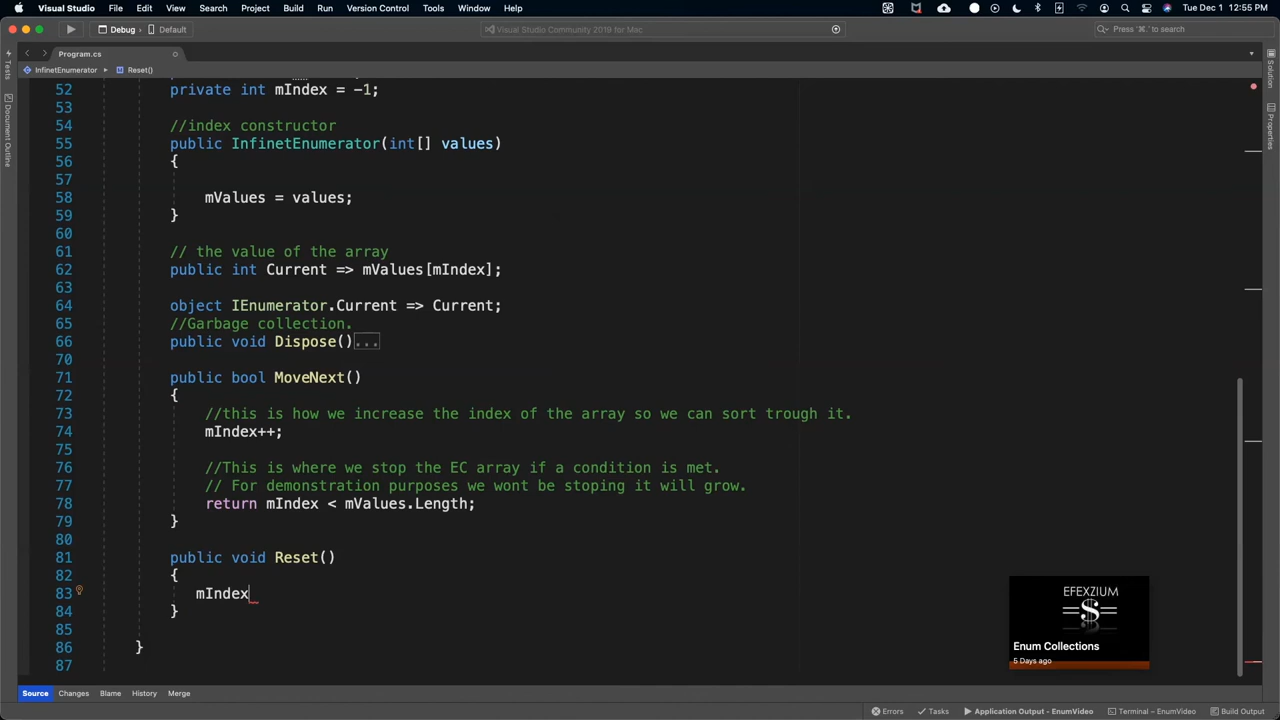 Visual Studio File Edit View Search Project Build Run Version Control Tools Window Help Tue Dec 1 12:55 PM
Debug Default Visual Studio Community 2019 for Mac Press '⌘.' to search
Program.cs
InfinetEnumerator Reset()
Tests
Document Outline
Solution
Properties
52 private int mIndex = -1;
53
54 //index constructor
55 public InfinetEnumerator(int[] values)
56 {
57
58 mValues = values;
59 }
60
61 // the value of the array
62 public int Current => mValues[mIndex];
63
64 object IEnumerator.Current => Current;
65 //Garbage collection.
66 public void Dispose()...
70
71 public bool MoveNext()
72 {
73 //this is how we increase the index of the array so we can sort trough it.
74 mIndex++;
75
76 //This is where we stop the EC array if a condition is met.
77 // For demonstration purposes we wont be stoping it will grow.
78 return mIndex < mValues.Length;
79 }
80
81 public void Reset()
82 {
83 mIndex
84 }
85
86 }
87
EFEXZIUM
$
Enum Collections
5 Days ago
Source Changes Blame History Merge
Errors Tasks Application Output - EnumVideo Terminal – EnumVideo Build Output